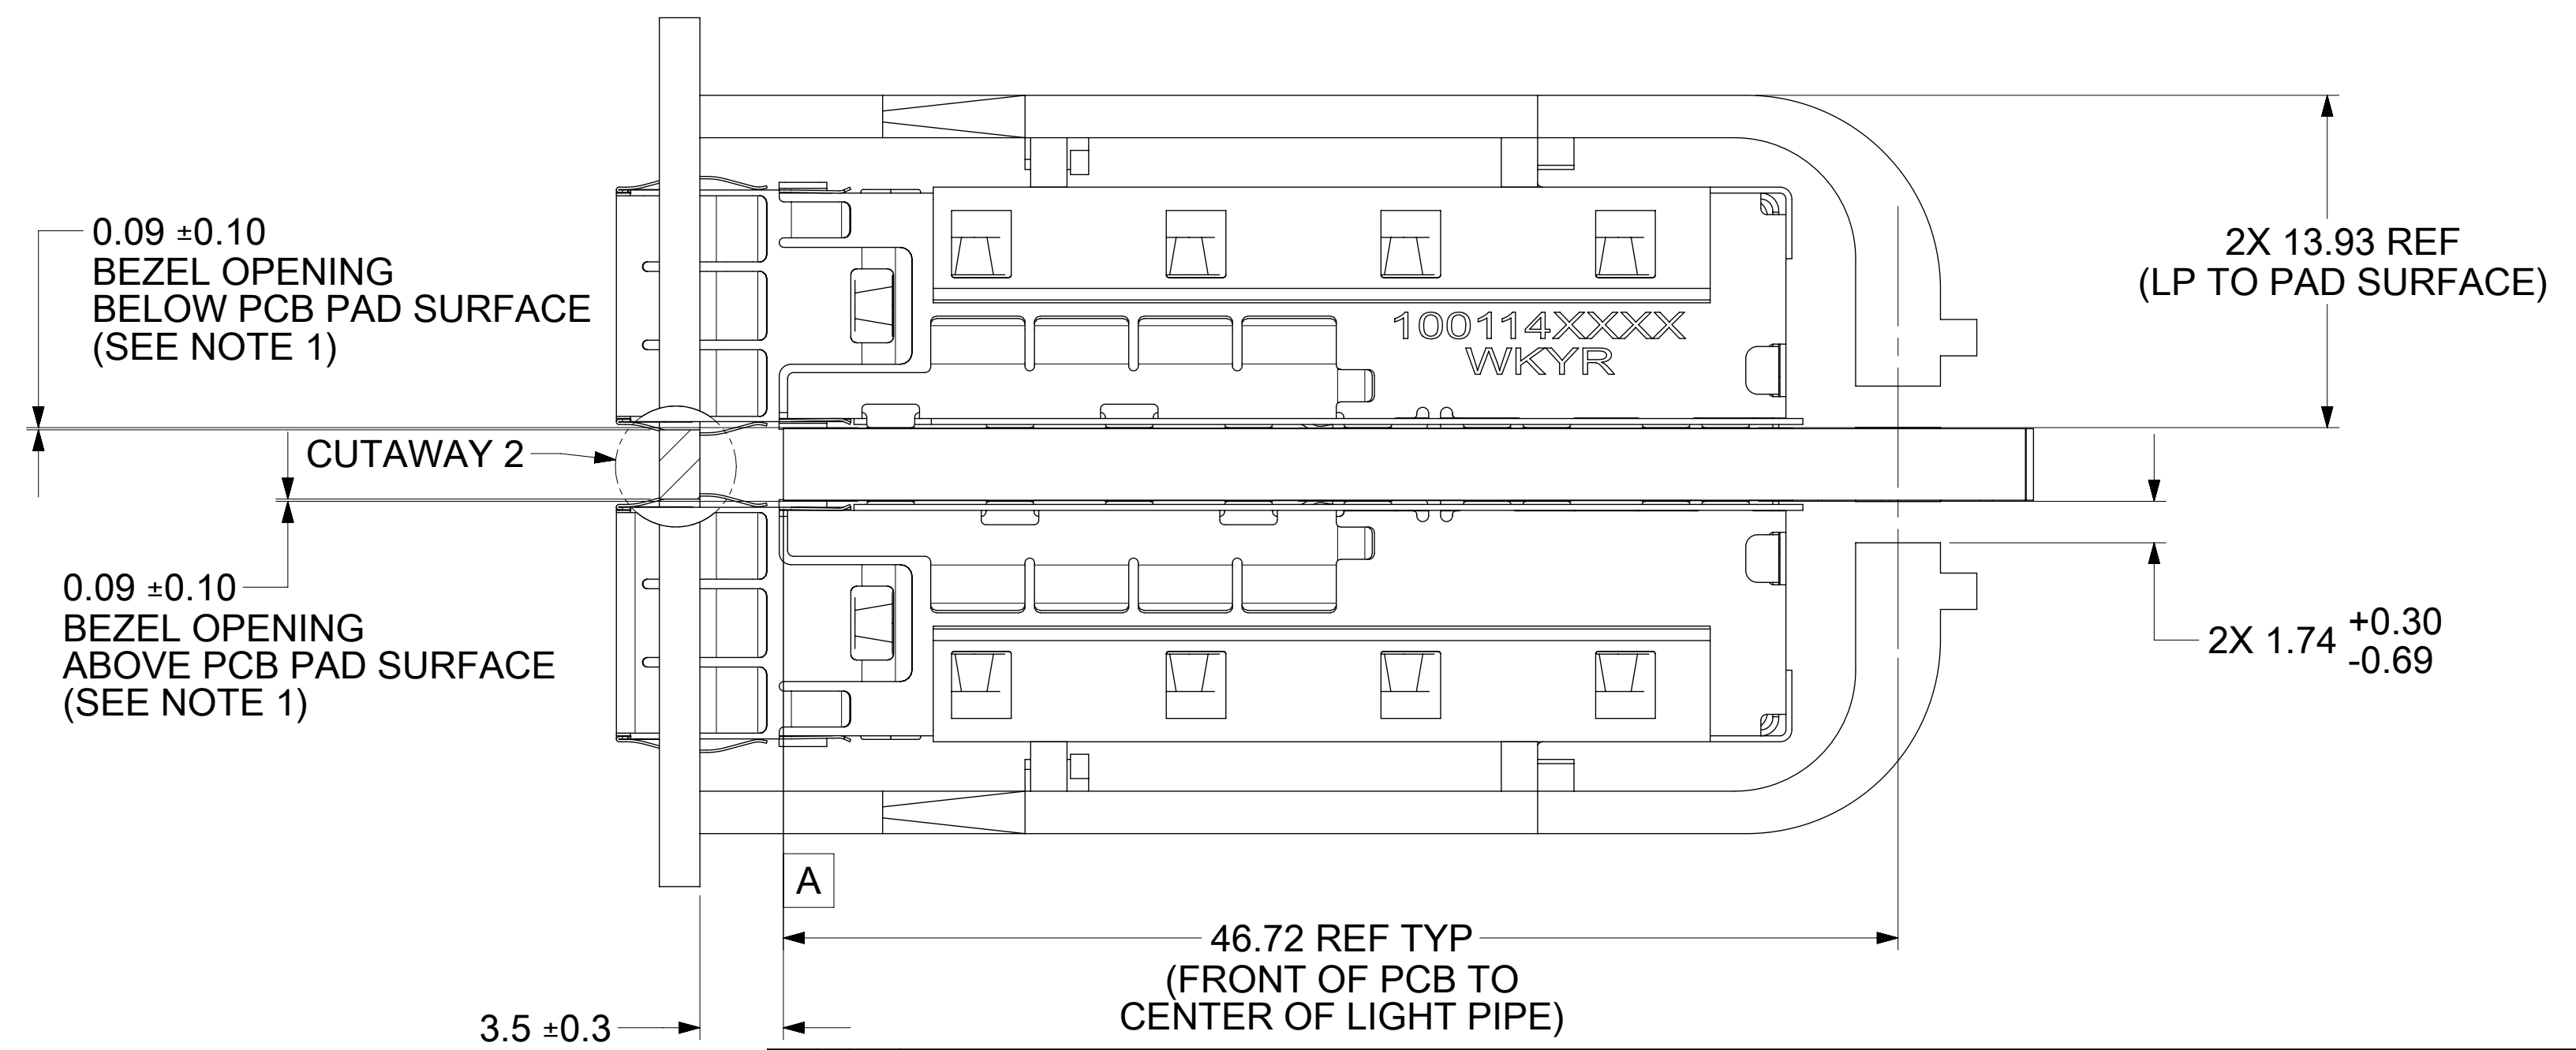 0.09 ±0.10
BEZEL OPENING
BELOW PCB PAD SURFACE
(SEE NOTE 1)
2X 13.93 REF
(LP TO PAD SURFACE)
100114XXXX
WKYR
CUTAWAY 2
0.09 ±0.10
BEZEL OPENING
ABOVE PCB PAD SURFACE
(SEE NOTE 1)
2X 1.74 +0.30
-0.69
A
46.72 REF TYP
(FRONT OF PCB TO
CENTER OF LIGHT PIPE)
3.5 ±0.3